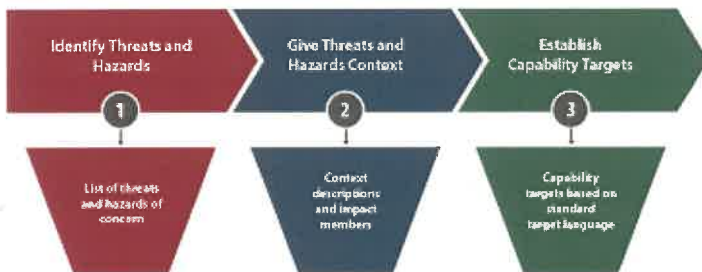 Identify Threats and
Hazards
Give Threats and
Hazards Context
Establish
Capability Targets
1
2
3
List of threats
and hazards of
concern
Context
descriptions
and impact
members
Capability
targets based on
standard
target language